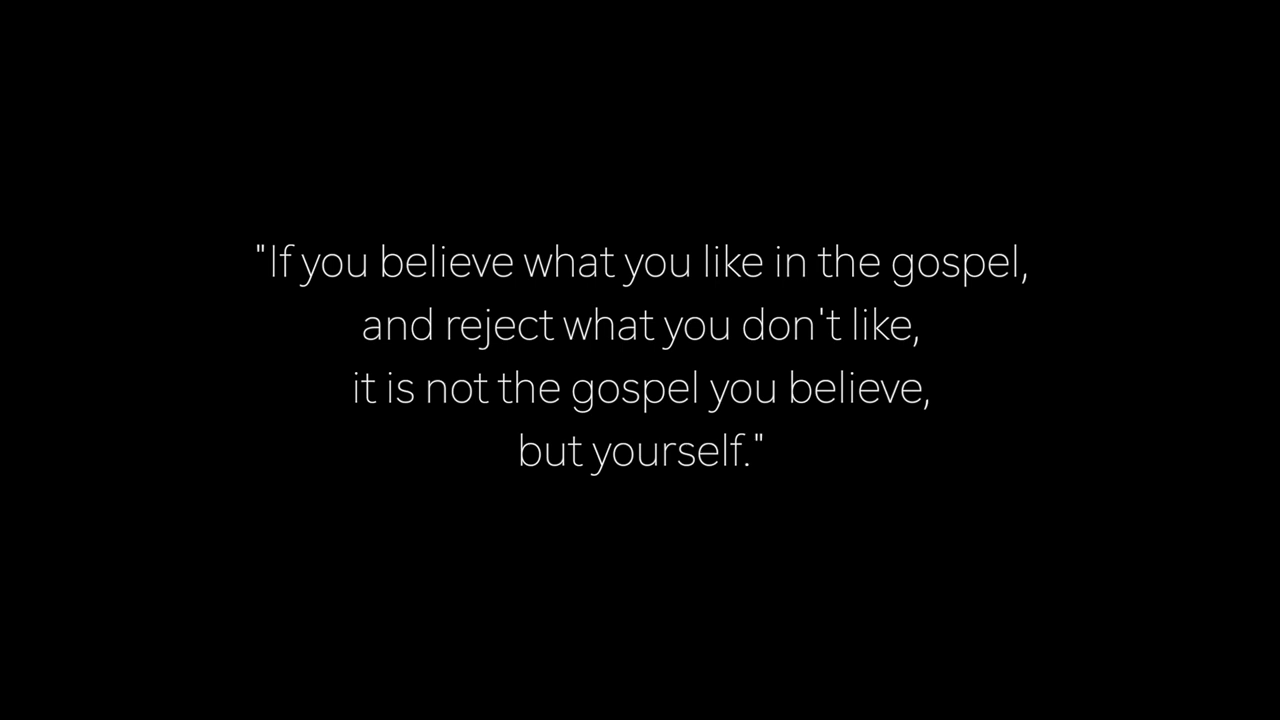 "If you believe what you like in the gospel,
and reject what you don't like,
it is not the gospel you believe,
but yourself."